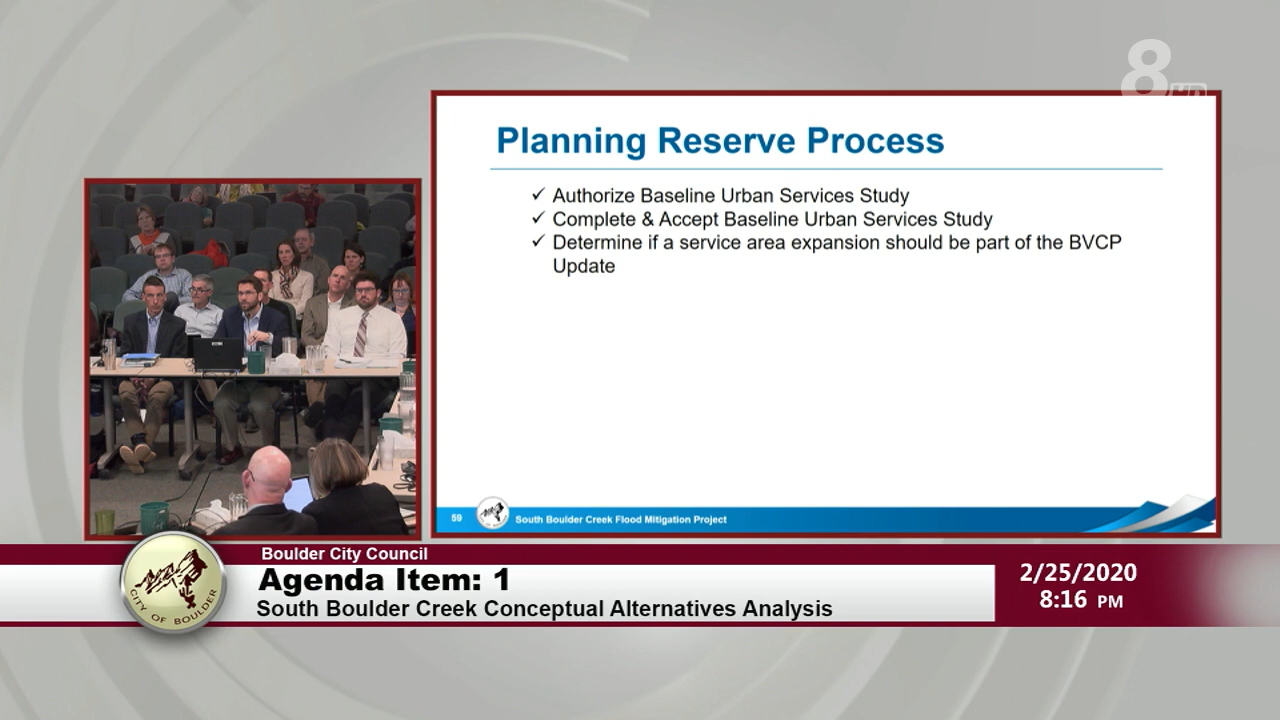 8HD
Planning Reserve Process
✓ Authorize Baseline Urban Services Study
✓ Complete & Accept Baseline Urban Services Study
✓ Determine if a service area expansion should be part of the BVCP
Update
59
South Boulder Creek Flood Mitigation Project
Boulder City Council
Agenda Item: 1
South Boulder Creek Conceptual Alternatives Analysis
2/25/2020
8:16 PM
CITY OF BOULDER